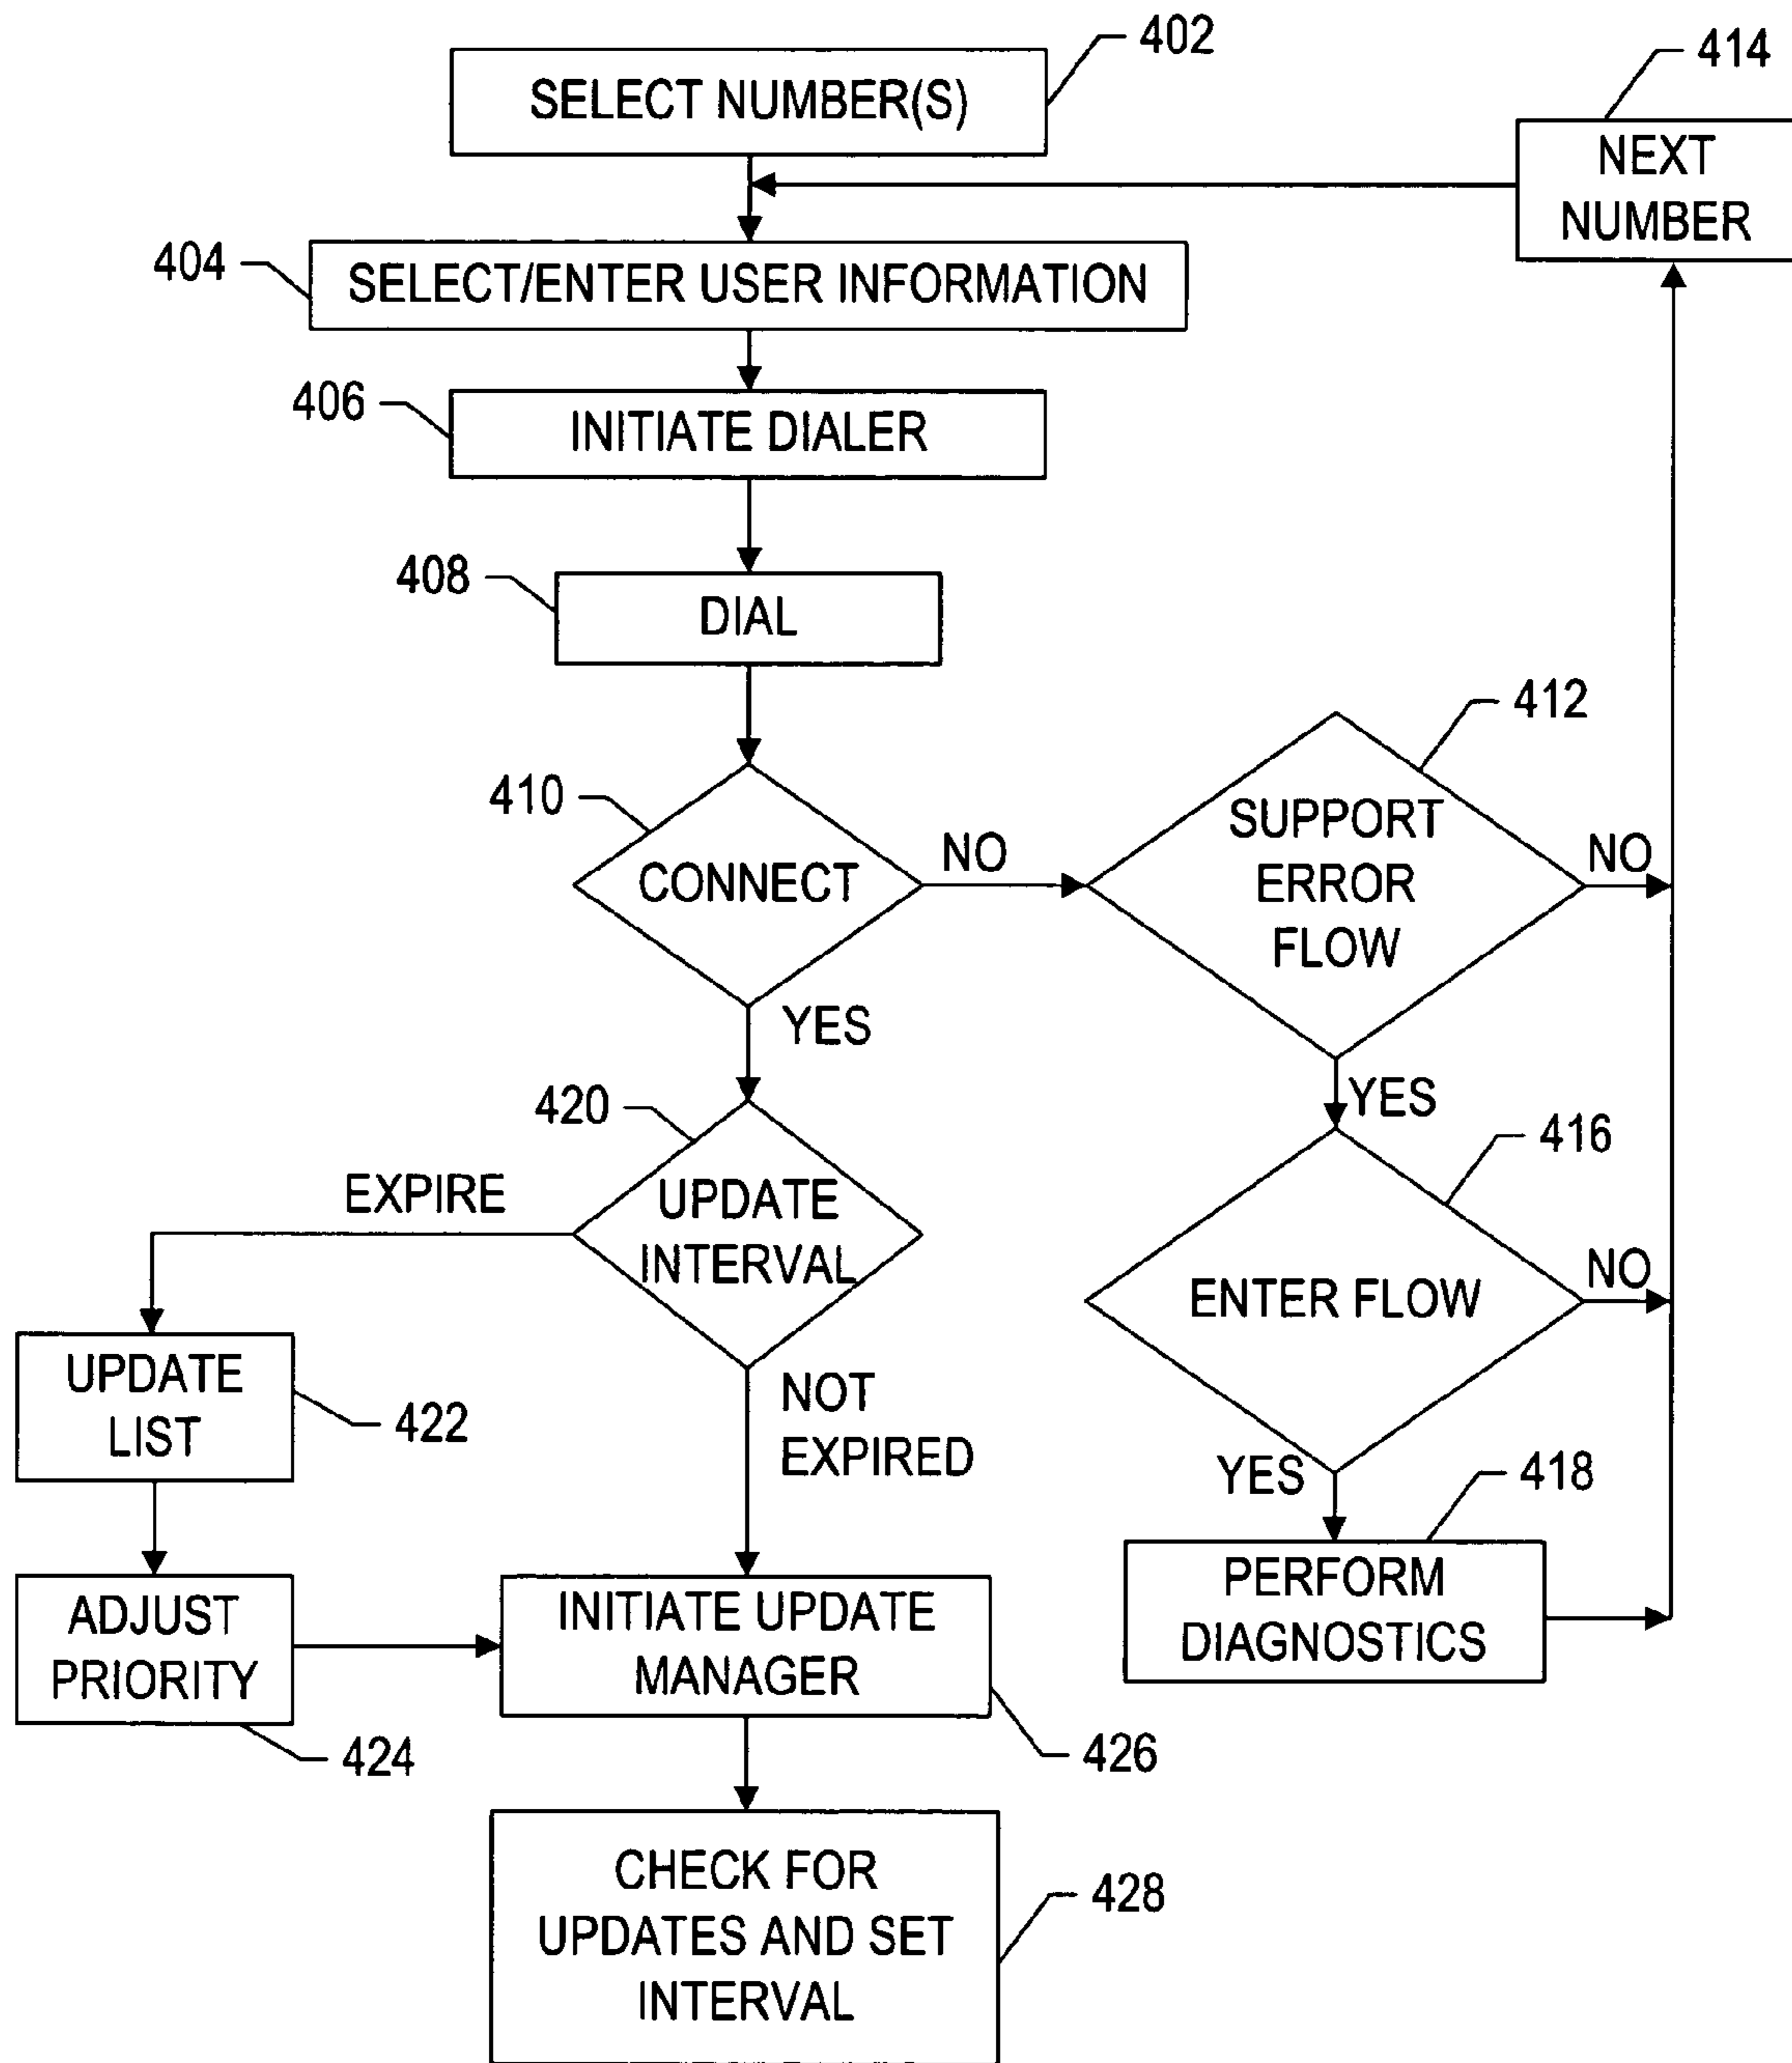 402
SELECT NUMBER(S)
414
NEXT
NUMBER
404
SELECT/ENTER USER INFORMATION
406
INITIATE DIALER
408
DIAL
410
CONNECT
NO
412
SUPPORT
ERROR
FLOW
NO
YES
YES
420
UPDATE
INTERVAL
EXPIRE
416
ENTER FLOW
NO
UPDATE
LIST
422
NOT
EXPIRED
YES
418
PERFORM
DIAGNOSTICS
ADJUST
PRIORITY
424
INITIATE UPDATE
MANAGER
426
CHECK FOR
UPDATES AND SET
INTERVAL
428